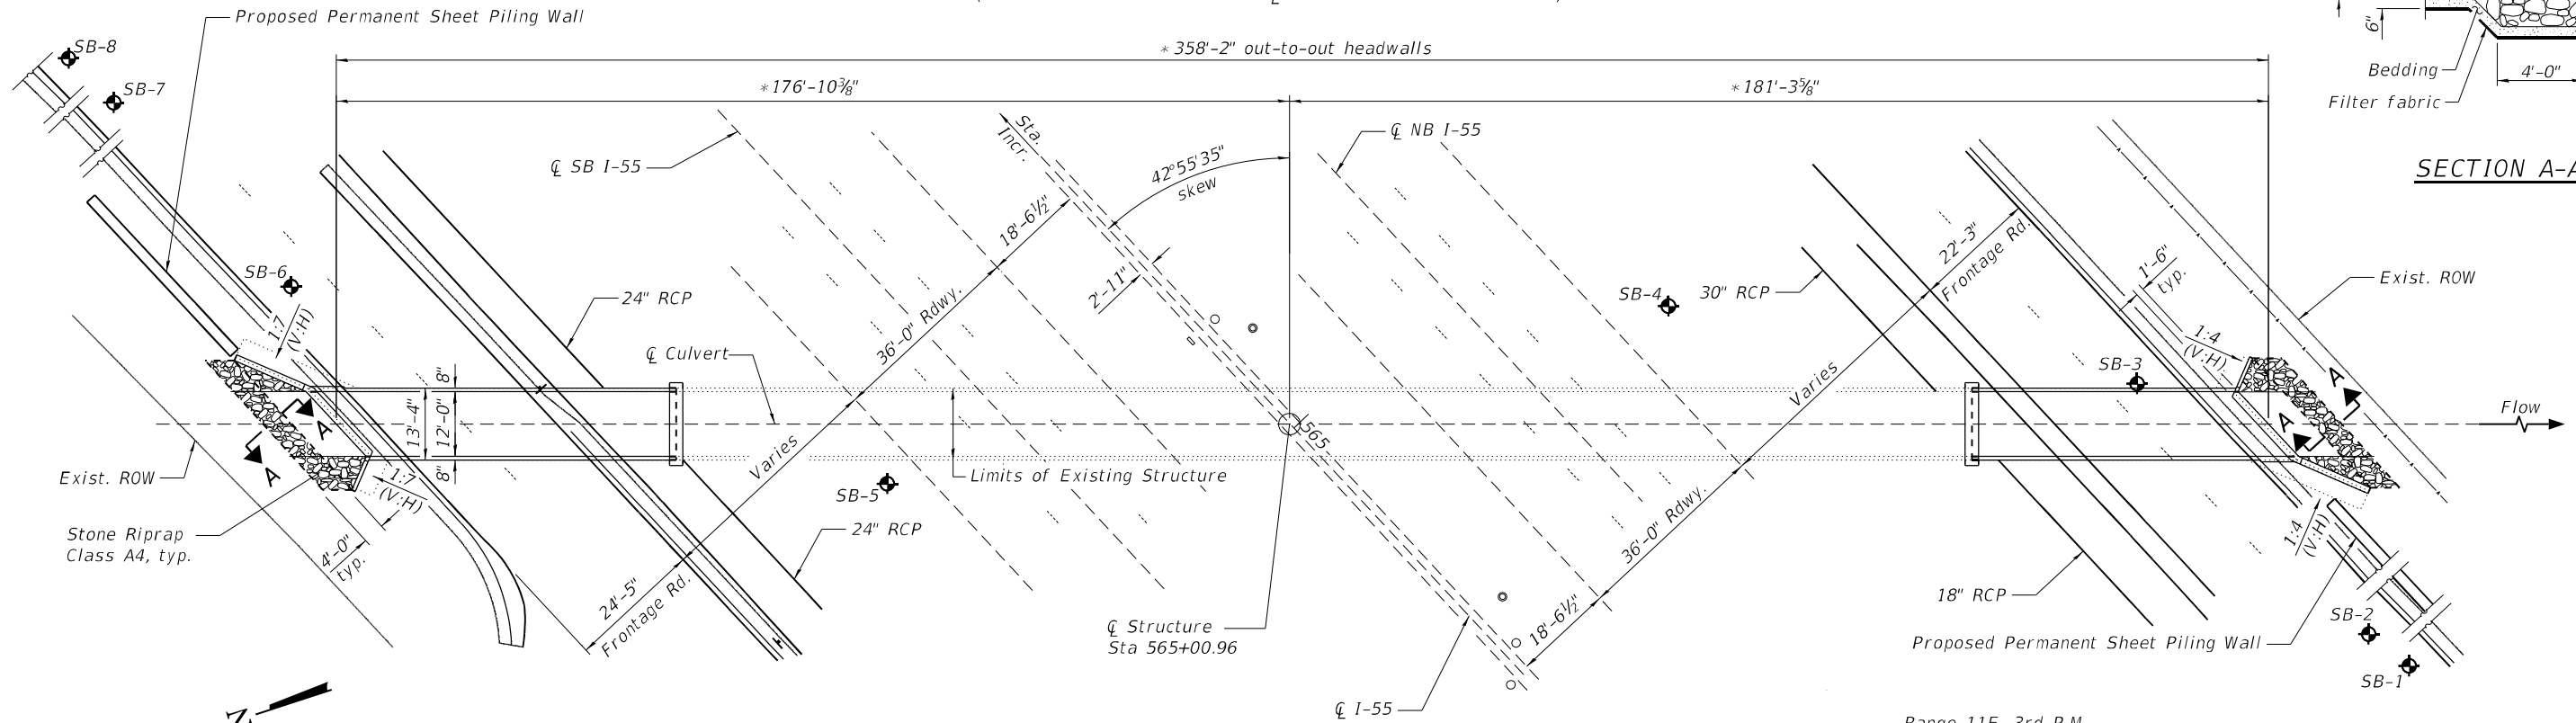 Proposed Permanent Sheet Piling Wall
SB-8
SB-7
* 358'-2" out-to-out headwalls
* 176'-10⅜"
* 181'-3⅝"
6"
Bedding
4'-0"
Filter fabric
SECTION A-A
℄ SB I-55
Sta.
Incr.
42°55'35"
skew
℄ NB I-55
18'-6½"
2'-11"
36'-0" Rdwy.
SB-6
1:7
(V:H)
24" RCP
℄ Culvert
SB-4
30" RCP
22'-3"
Frontage Rd.
1'-6"
typ.
Exist. ROW
1:4
(V:H)
SB-3
Varies
8"
13'-4"
12'-0"
8"
A
A
A
A
Flow
565
Exist. ROW
1:7
(V:H)
Varies
SB-5
Limits of Existing Structure
Stone Riprap
Class A4, typ.
4'-0"
typ.
24" RCP
36'-0" Rdwy.
1:4
(V:H)
24'-5"
Frontage Rd.
18'-6½"
18" RCP
℄ Structure
Sta 565+00.96
SB-2
Proposed Permanent Sheet Piling Wall
SB-1
℄ I-55
Range 11E, 3rd P.M.